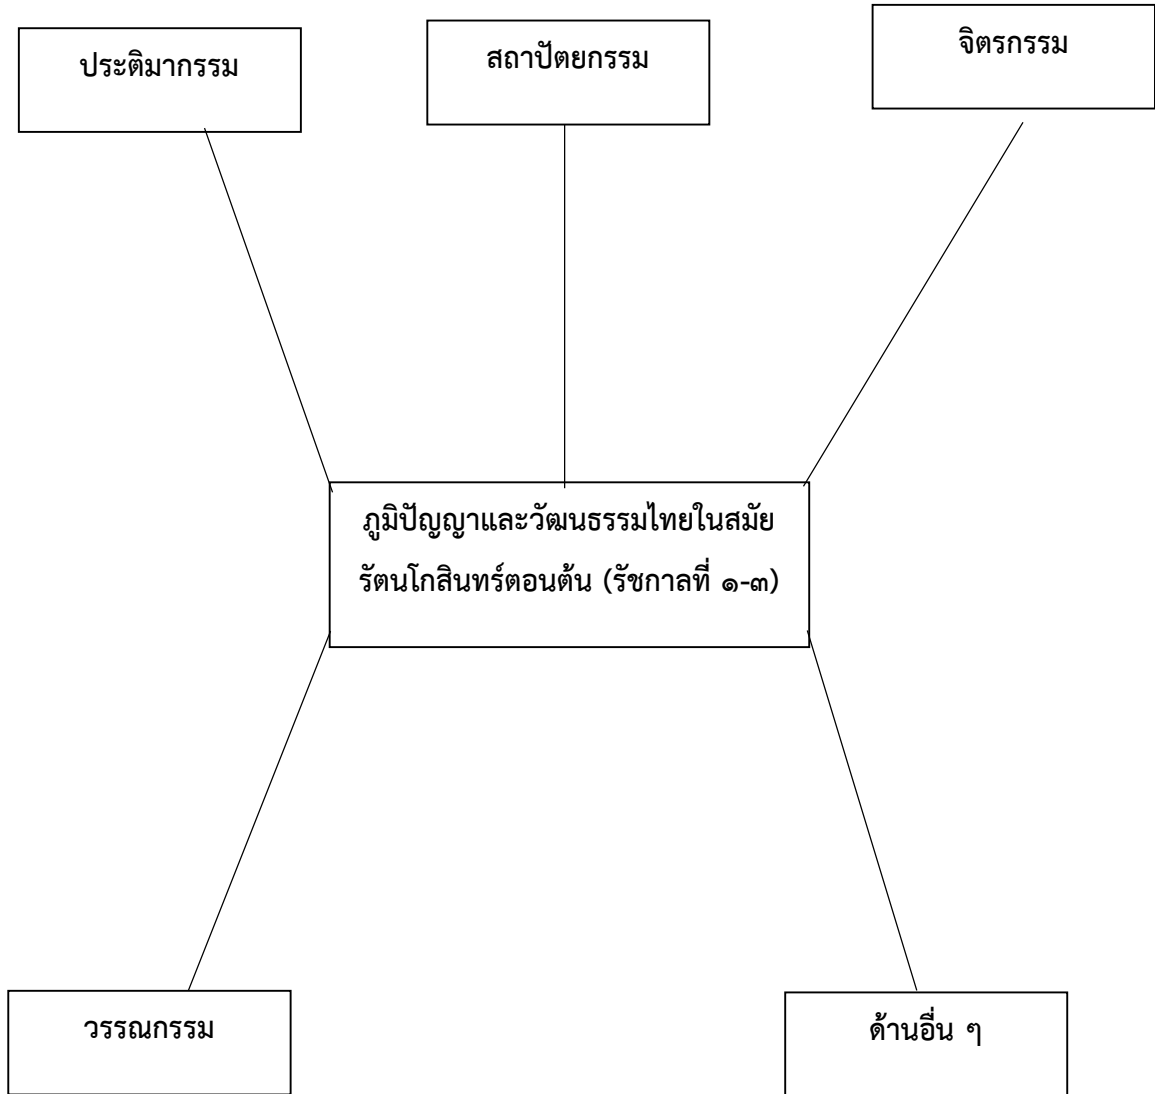 ประติมากรรม
สถาปัตยกรรม
จิตรกรรม
ภูมิปัญญาและวัฒนธรรมไทยในสมัย
รัตนโกสินทร์ตอนต้น (รัชกาลที่ ๑-๓)
วรรณกรรม
ด้านอื่น ๆ